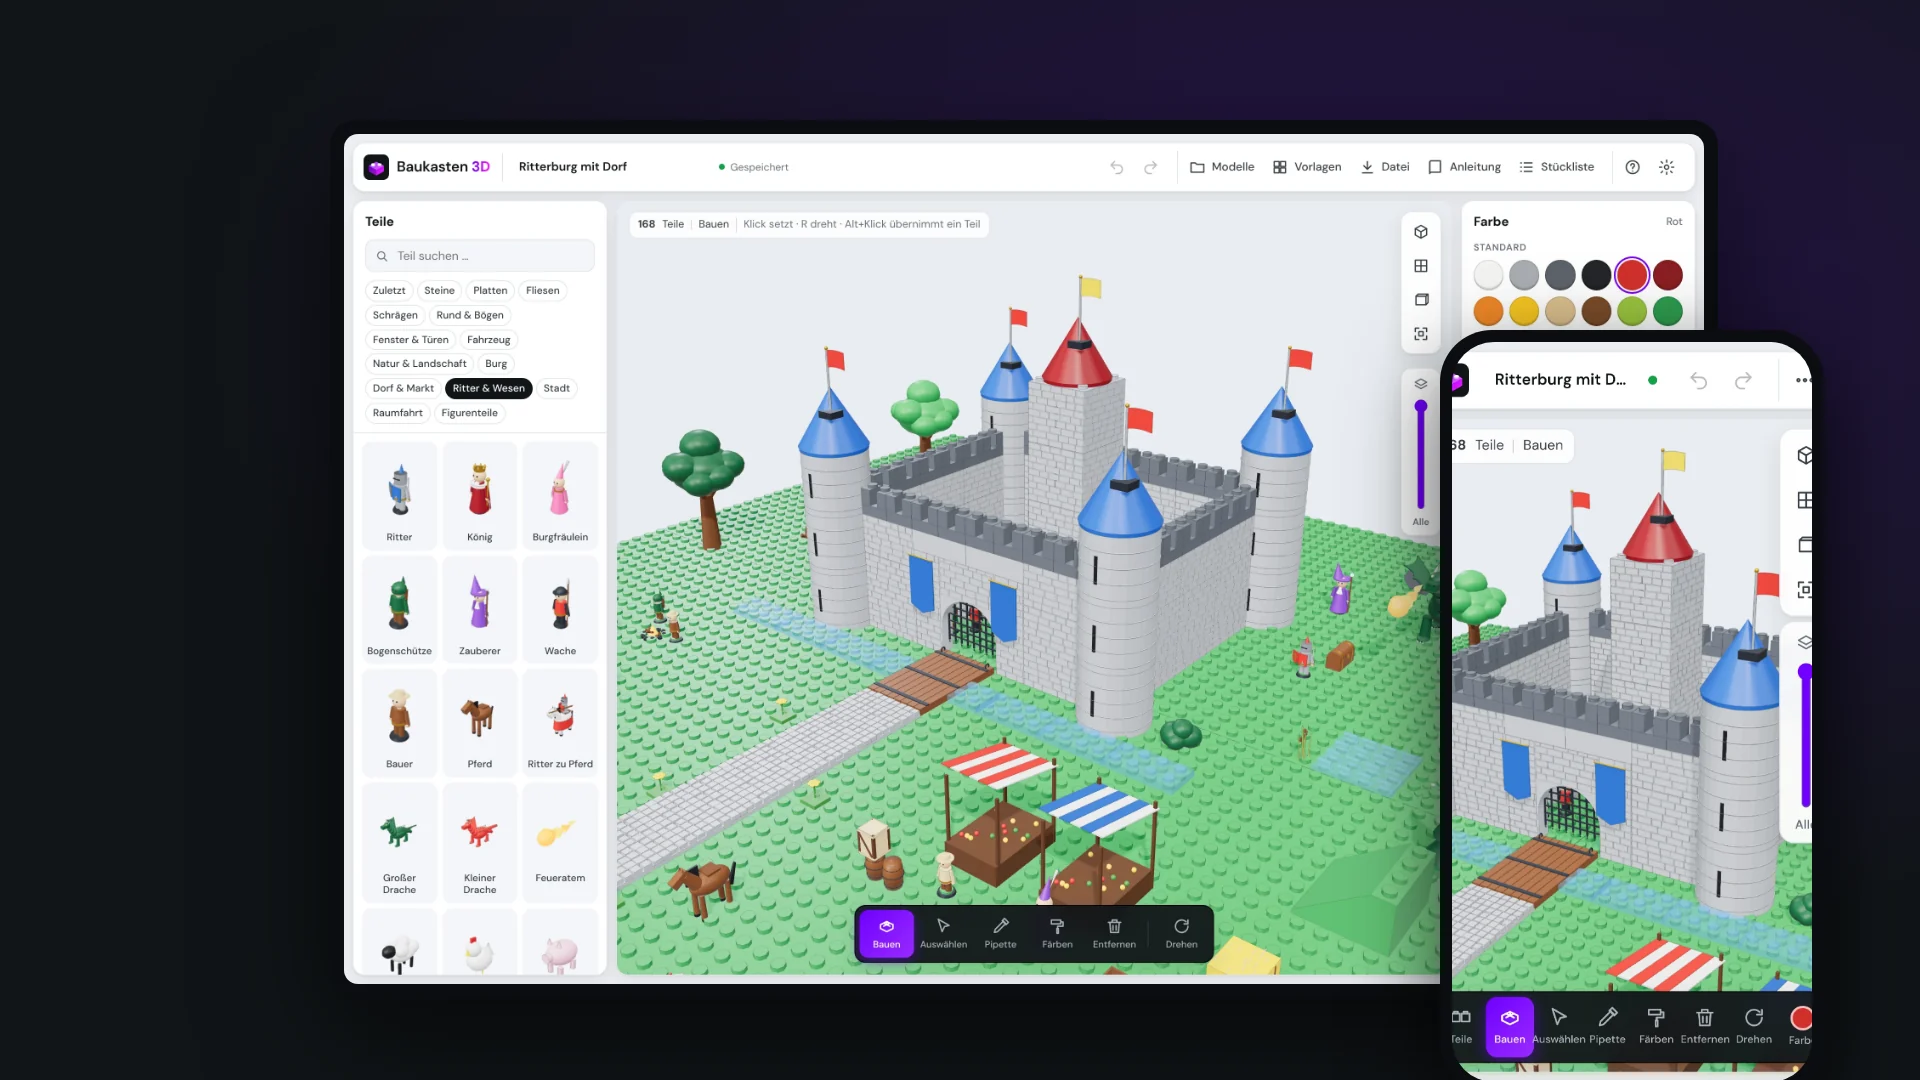 Baukasten 3D
Ritterburg mit Dorf
Gespeichert
Modelle
Vorlagen
Datei
Anleitung
Stückliste
Teile
Teil suchen ...
Zuletzt
Steine
Platten
Fliesen
Schrägen
Rund & Bögen
Fenster & Türen
Fahrzeug
Natur & Landschaft
Burg
Dorf & Markt
Ritter & Wesen
Stadt
Raumfahrt
Figurenteile
Ritter
König
Burgfräulein
Bogenschütze
Zauberer
Wache
Bauer
Pferd
Ritter zu Pferd
Großer
Drache
Kleiner
Drache
Feueratem
168 Teile
Bauen
Klick setzt · R dreht · Alt+Klick übernimmt ein Teil
Alle
Bauen
Auswählen
Pipette
Färben
Entfernen
Drehen
Farbe
Rot
STANDARD
Ritterburg mit D...
68 Teile
Bauen
Alle
Teile
Bauen
Auswählen
Pipette
Färben
Entfernen
Drehen
Farb